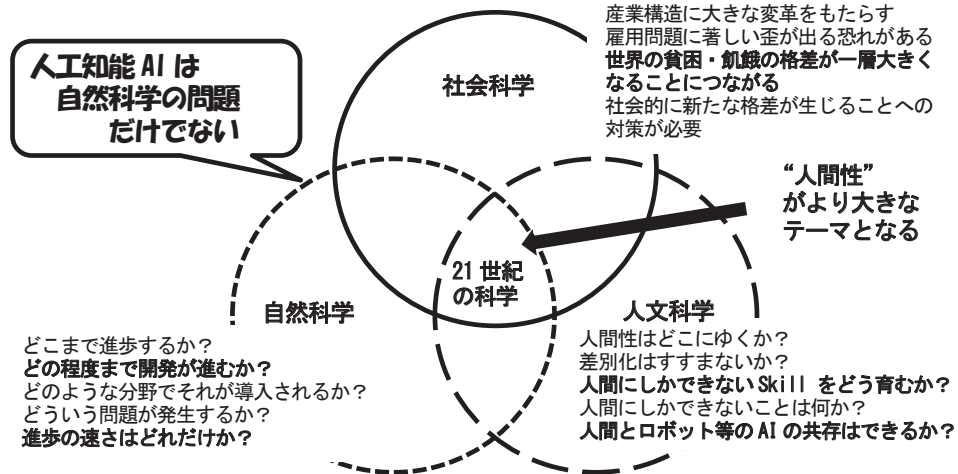 人工知能 AI は
自然科学の問題
だけでない
社会科学
産業構造に大きな変革をもたらす
雇用問題に著しい歪が出る恐れがある
世界の貧困・飢餓の格差が一層大きく
なることにつながる
社会的に新たな格差が生じることへの
対策が必要
“人間性”
がより大きな
テーマとなる
21 世紀
の科学
自然科学
どこまで進歩するか？
どの程度まで開発が進むか？
どのような分野でそれが導入されるか？
どういう問題が発生するか？
進歩の速さはどれだけか？
人文科学
人間性はどこにゆくか？
差別化はすすまないか？
人間にしかできない Skill をどう育むか？
人間にしかできないことは何か？
人間とロボット等の AI の共存はできるか？